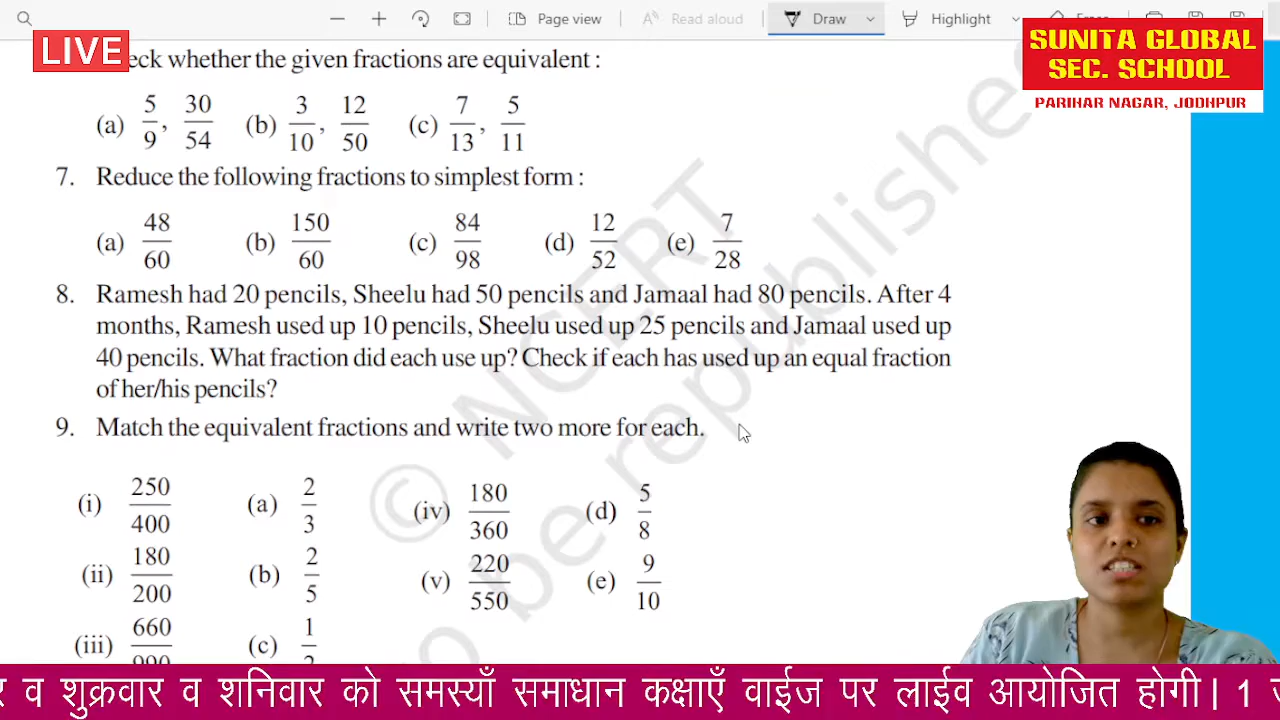 Page view
Read aloud
Draw
Highlight
LIVE
SUNITA GLOBAL
SEC. SCHOOL
PARIHAR NAGAR, JODHPUR
whether the given fractions are equivalent :
(a) 5/9, 30/54 (b) 3/10, 12/50 (c) 7/13, 5/11
7. Reduce the following fractions to simplest form :
(a) 48/60 (b) 150/60 (c) 84/98 (d) 12/52 (e) 7/28
8. Ramesh had 20 pencils, Sheelu had 50 pencils and Jamaal had 80 pencils. After 4
months, Ramesh used up 10 pencils, Sheelu used up 25 pencils and Jamaal used up
40 pencils. What fraction did each use up? Check if each has used up an equal fraction
of her/his pencils?
9. Match the equivalent fractions and write two more for each.
(i) 250/400 (a) 2/3 (iv) 180/360 (d) 5/8
(ii) 180/200 (b) 2/5 (v) 220/550 (e) 9/10
(iii) 660/990 (c) 1/2
© NCERT
be republished
व शुक्रवार व शनिवार को समस्याँ समाधान कक्षाएँ वाईज पर लाईव आयोजित होगी | 1